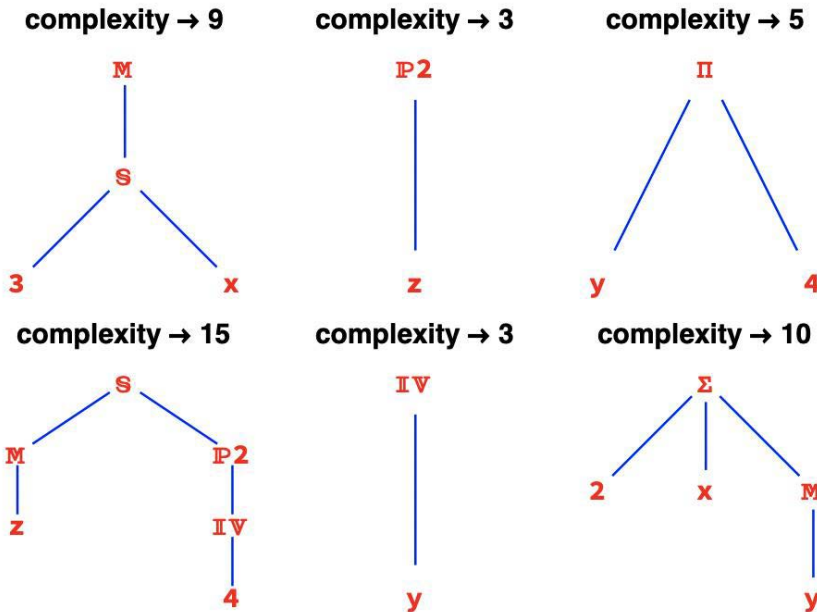 complexity → 9 complexity → 3 complexity → 5
𝕄 ℙ2 Π
𝕊
3 x z y 4
complexity → 15 complexity → 3 complexity → 10
𝕊 𝕀𝕍 Σ
𝕄 ℙ2
2 x 𝕄
z 𝕀𝕍
4 y y